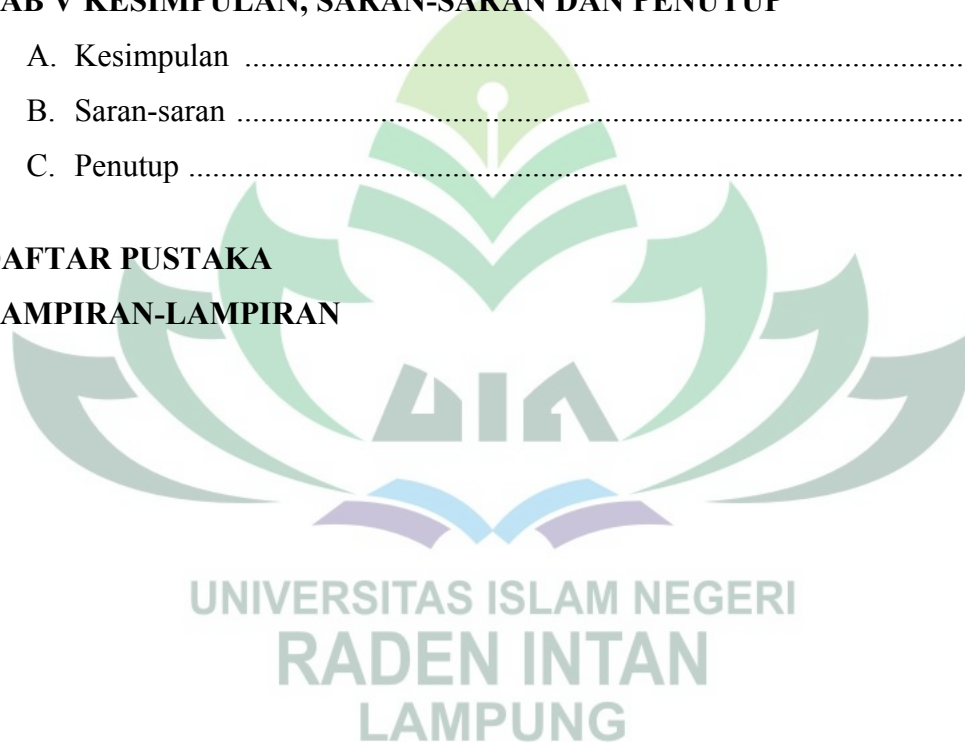 AB V KESIMPULAN, SARAN-SARAN DAN PENUTUP
A. Kesimpulan ..........................................................................................
B. Saran-saran ...........................................................................................
C. Penutup .................................................................................................
AFTAR PUSTAKA
AMPIRAN-LAMPIRAN
UIN
UNIVERSITAS ISLAM NEGERI
RADEN INTAN
LAMPUNG